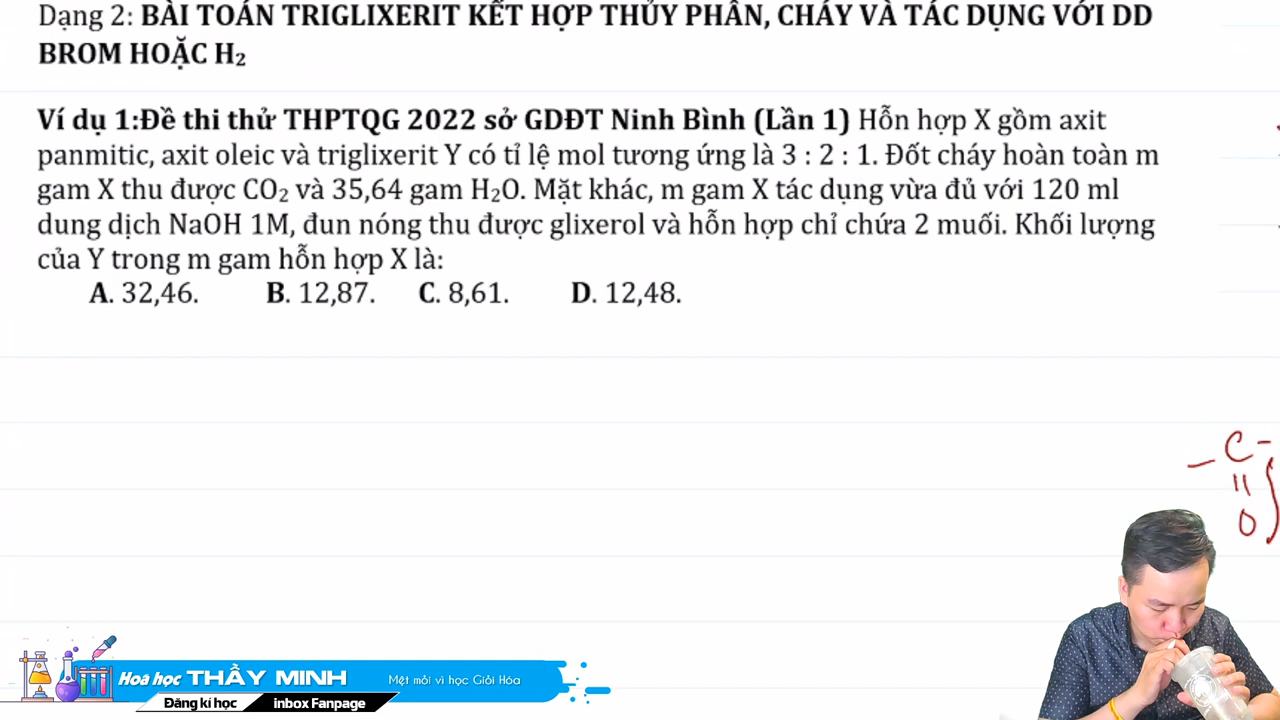 Dạng 2: BÀI TOÁN TRIGLIXERIT KẾT HỢP THỦY PHÂN, CHÁY VÀ TÁC DỤNG VỚI DD
BROM HOẶC H₂
Ví dụ 1:Đề thi thử THPTQG 2022 sở GDĐT Ninh Bình (Lần 1) Hỗn hợp X gồm axit
panmitic, axit oleic và triglixerit Y có tỉ lệ mol tương ứng là 3 : 2 : 1. Đốt cháy hoàn toàn m
gam X thu được CO₂ và 35,64 gam H₂O. Mặt khác, m gam X tác dụng vừa đủ với 120 ml
dung dịch NaOH 1M, đun nóng thu được glixerol và hỗn hợp chỉ chứa 2 muối. Khối lượng
của Y trong m gam hỗn hợp X là:
A. 32,46. B. 12,87. C. 8,61. D. 12,48.
– C –
=
O
Hoá học THẦY MINH
Mệt mỏi vì học Giỏi Hóa
Đăng kí học inbox Fanpage